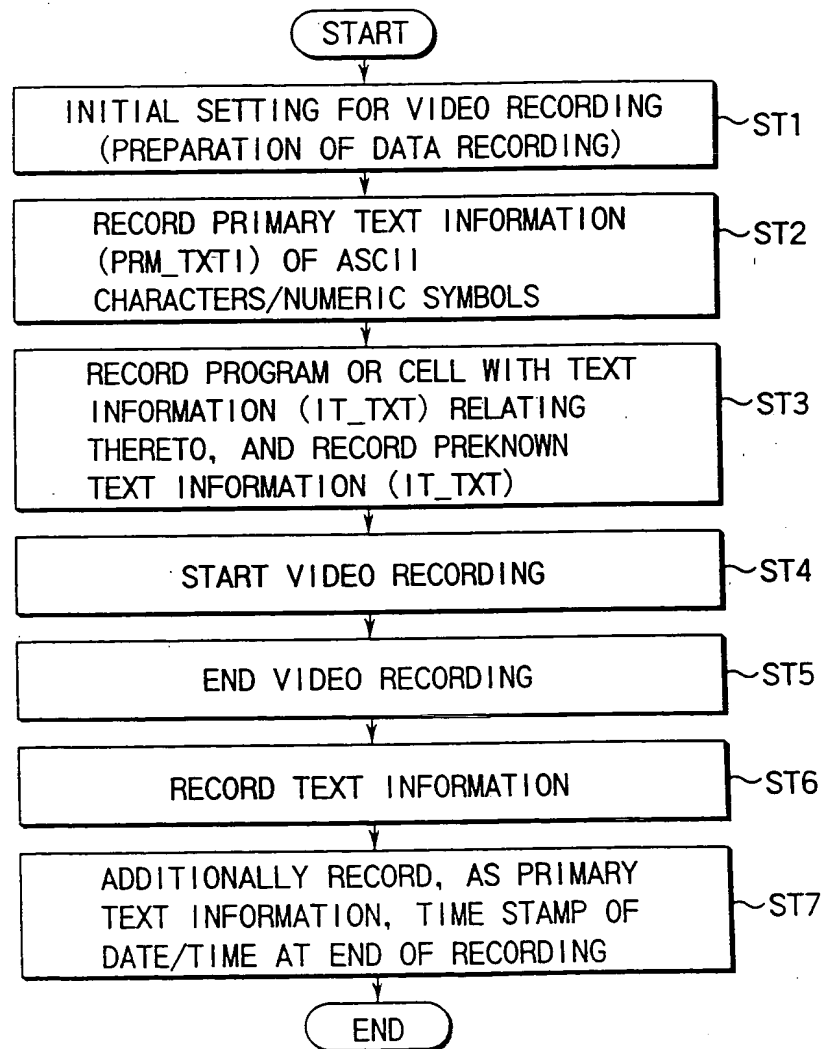 START
INITIAL SETTING FOR VIDEO RECORDING
(PREPARATION OF DATA RECORDING)
~ST1
RECORD PRIMARY TEXT INFORMATION
(PRM_TXTI) OF ASCII
CHARACTERS/NUMERIC SYMBOLS
~ST2
RECORD PROGRAM OR CELL WITH TEXT
INFORMATION (IT_TXT) RELATING
THERETO, AND RECORD PREKNOWN
TEXT INFORMATION (IT_TXT)
~ST3
START VIDEO RECORDING
~ST4
END VIDEO RECORDING
~ST5
RECORD TEXT INFORMATION
~ST6
ADDITIONALLY RECORD, AS PRIMARY
TEXT INFORMATION, TIME STAMP OF
DATE/TIME AT END OF RECORDING
~ST7
END